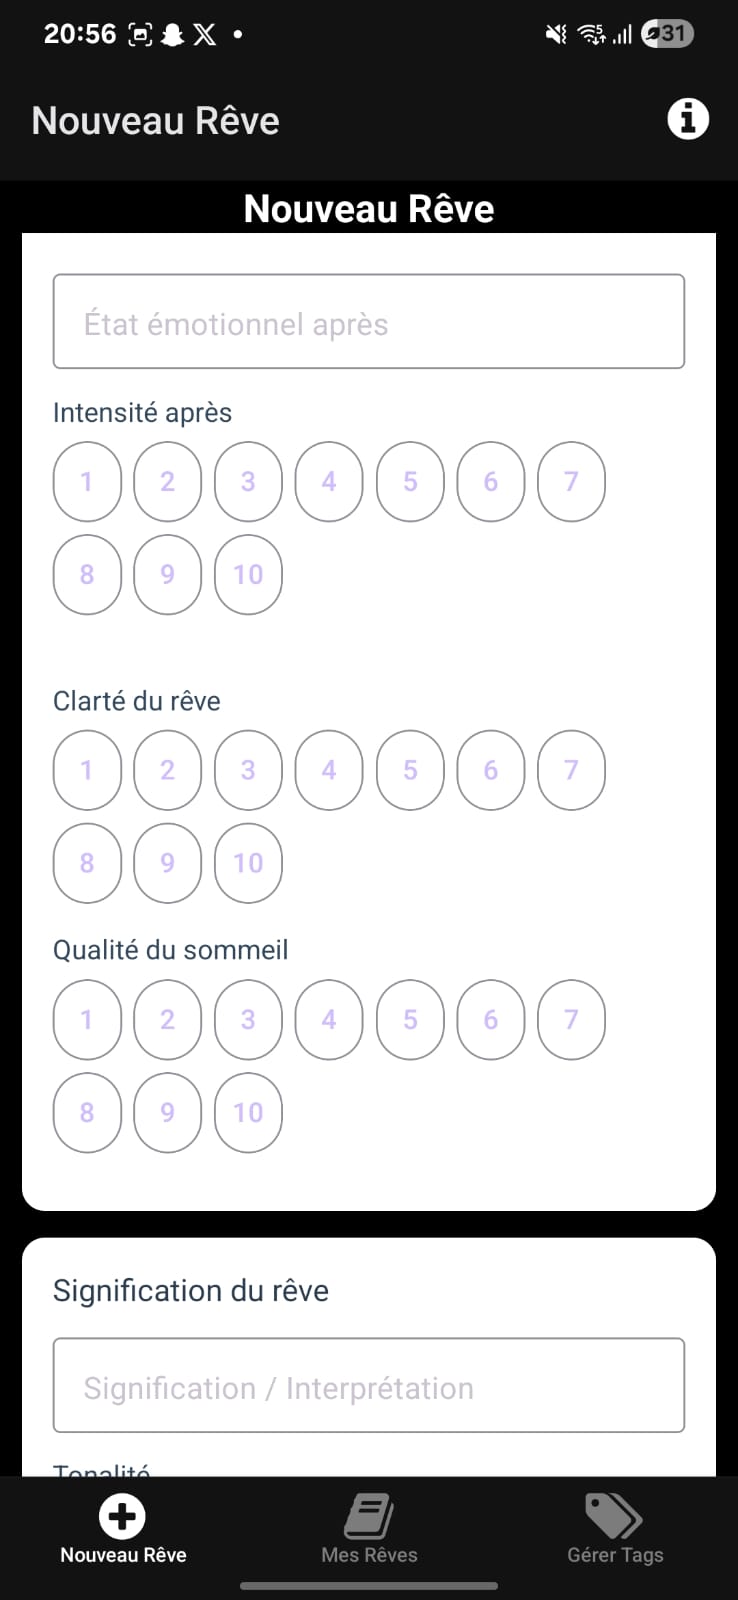 20:56
31
Nouveau Rêve
Nouveau Rêve
État émotionnel après
Intensité après
1 2 3 4 5 6 7
8 9 10
Clarté du rêve
1 2 3 4 5 6 7
8 9 10
Qualité du sommeil
1 2 3 4 5 6 7
8 9 10
Signification du rêve
Signification / Interprétation
Tonalité
Nouveau Rêve Mes Rêves Gérer Tags